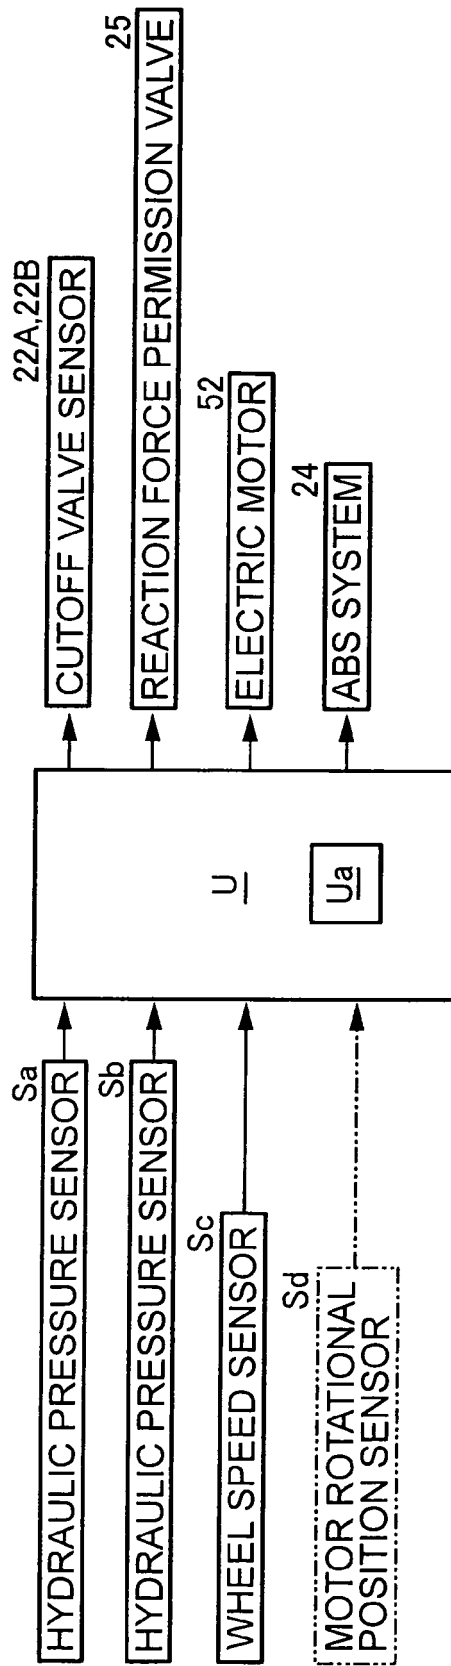 Sa
HYDRAULIC PRESSURE SENSOR
Sb
HYDRAULIC PRESSURE SENSOR
Sc
WHEEL SPEED SENSOR
Sd
MOTOR ROTATIONAL
POSITION SENSOR
U
Ua
22A,22B
CUTOFF VALVE SENSOR
25
REACTION FORCE PERMISSION VALVE
52
ELECTRIC MOTOR
24
ABS SYSTEM